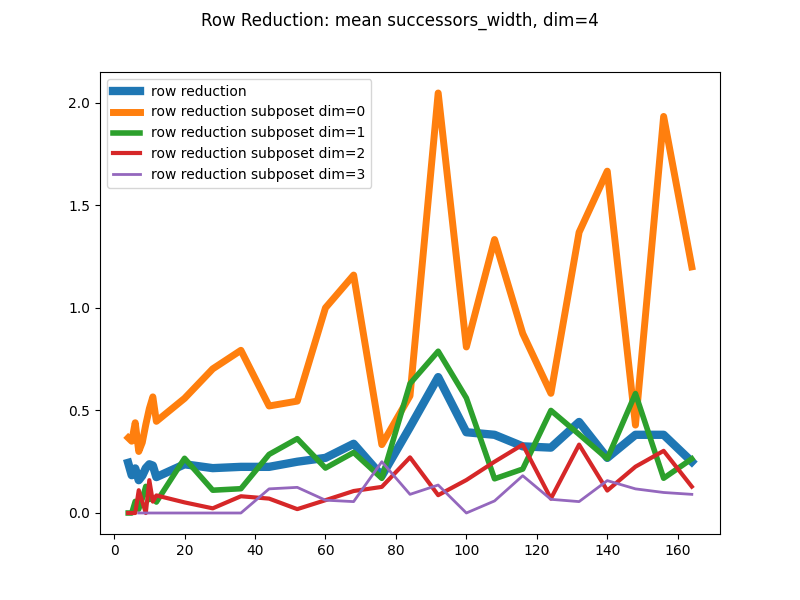 Row Reduction: mean successors_width, dim=4
row reduction
row reduction subposet dim=0
row reduction subposet dim=1
row reduction subposet dim=2
row reduction subposet dim=3
2.0
1.5
1.0
0.5
0.0
0 20 40 60 80 100 120 140 160